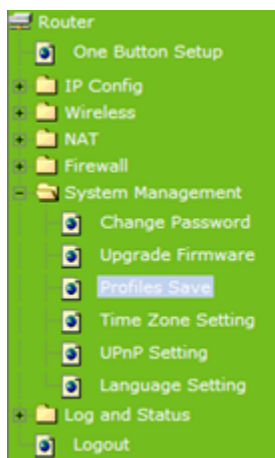 Router
One Button Setup
IP Config
Wireless
NAT
Firewall
System Management
Change Password
Upgrade Firmware
Profiles Save
Time Zone Setting
UPnP Setting
Language Setting
Log and Status
Logout